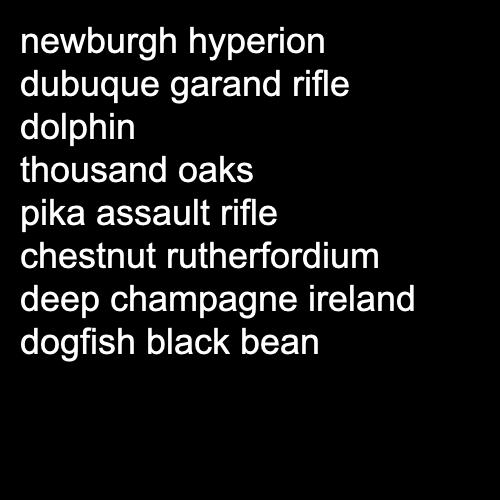 newburgh hyperion
dubuque garand rifle
dolphin
thousand oaks
pika assault rifle
chestnut rutherfordium
deep champagne ireland
dogfish black bean